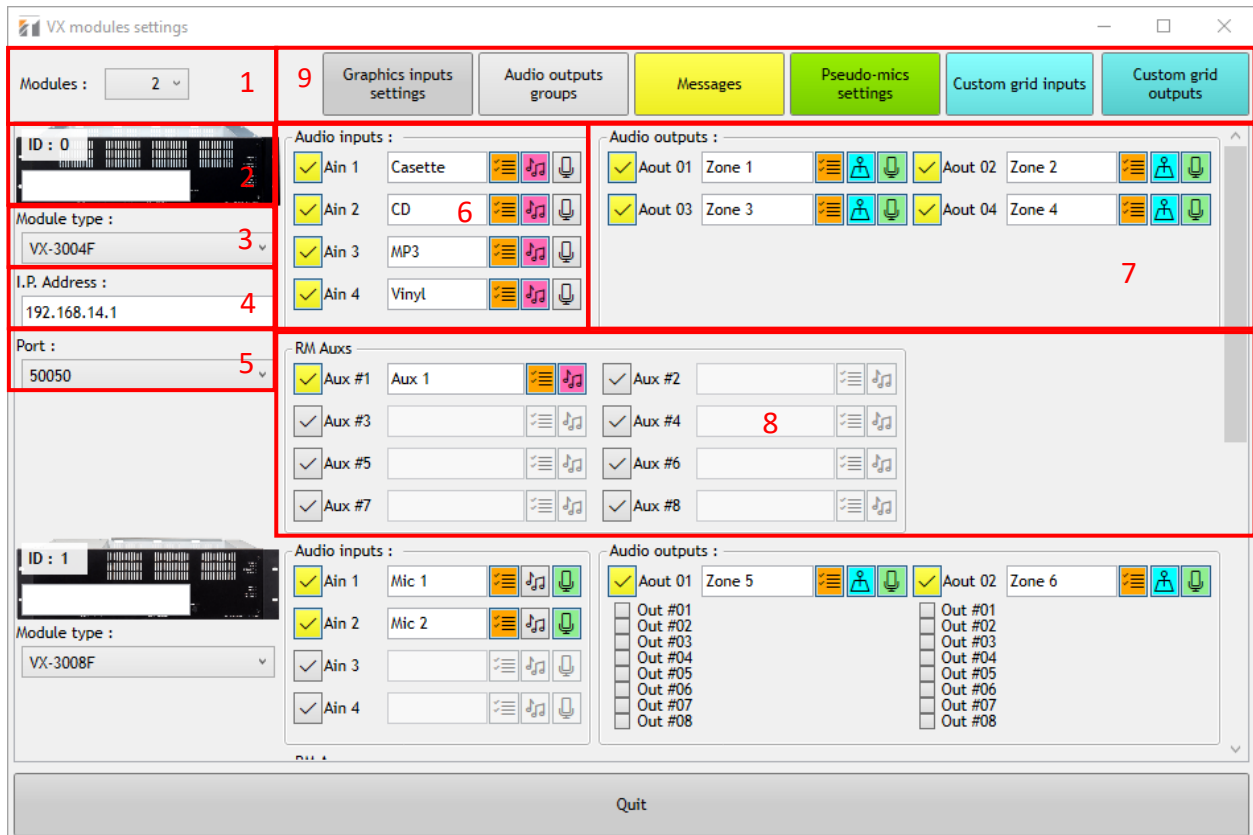 VX modules settings
Modules : 2 1
9 Graphics inputs settings Audio outputs groups Messages Pseudo-mics settings Custom grid inputs Custom grid outputs
ID : 0
2
Module type :
VX-3004F 3
I.P. Address :
192.168.14.1 4
Port :
50050 5
Audio inputs :
Ain 1 Casette
Ain 2 CD 6
Ain 3 MP3
Ain 4 Vinyl
Audio outputs :
Aout 01 Zone 1 Aout 02 Zone 2
Aout 03 Zone 3 Aout 04 Zone 4
7
RM Auxs
Aux #1 Aux 1 Aux #2
Aux #3 Aux #4 8
Aux #5 Aux #6
Aux #7 Aux #8
ID : 1
Module type :
VX-3008F
Audio inputs :
Ain 1 Mic 1
Ain 2 Mic 2
Ain 3
Ain 4
Audio outputs :
Aout 01 Zone 5 Aout 02 Zone 6
Out #01 Out #01
Out #02 Out #02
Out #03 Out #03
Out #04 Out #04
Out #05 Out #05
Out #06 Out #06
Out #07 Out #07
Out #08 Out #08
Quit